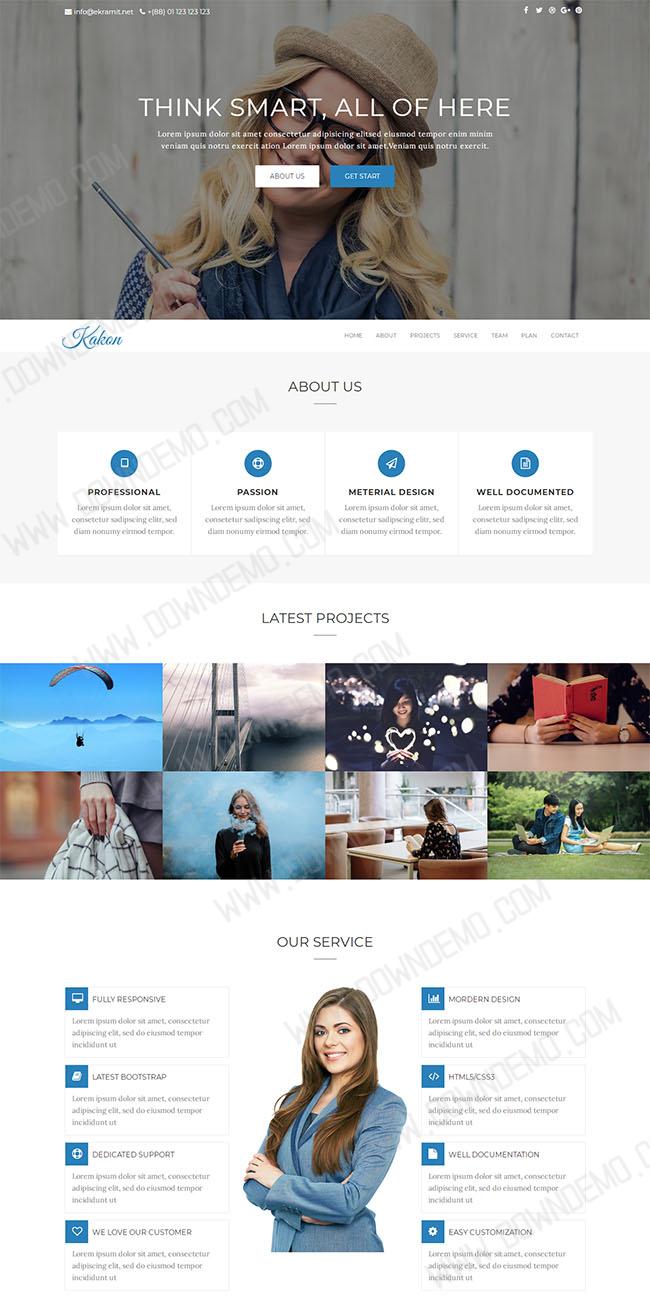 info@ekramit.net +(88) 01 123 123 123
THINK SMART, ALL OF HERE
Lorem ipsum dolor sit amet consectetur adipisicing elitsed eiusmod tempor enim minim
veniam quis notru exercit ation Lorem ipsum dolor sit amet.Veniam quis notru exercit.
ABOUT US GET START
Kakon
HOME ABOUT PROJECTS SERVICE TEAM PLAN CONTACT
ABOUT US
PROFESSIONAL
Lorem ipsum dolor sit amet,
consetetur sadipscing elitr, sed
diam nonumy eirmod tempor.
PASSION
Lorem ipsum dolor sit amet,
consetetur sadipscing elitr, sed
diam nonumy eirmod tempor.
METERIAL DESIGN
Lorem ipsum dolor sit amet,
consetetur sadipscing elitr, sed
diam nonumy eirmod tempor.
WELL DOCUMENTED
Lorem ipsum dolor sit amet,
consetetur sadipscing elitr, sed
diam nonumy eirmod tempor.
LATEST PROJECTS
OUR SERVICE
FULLY RESPONSIVE
Lorem ipsum dolor sit amet, consectetur
adipiscing elit, sed do eiusmod tempor
incididunt ut
LATEST BOOTSTRAP
Lorem ipsum dolor sit amet, consectetur
adipiscing elit, sed do eiusmod tempor
incididunt ut
DEDICATED SUPPORT
Lorem ipsum dolor sit amet, consectetur
adipiscing elit, sed do eiusmod tempor
incididunt ut
WE LOVE OUR CUSTOMER
Lorem ipsum dolor sit amet, consectetur
adipiscing elit, sed do eiusmod tempor
incididunt ut
MORDERN DESIGN
Lorem ipsum dolor sit amet, consectetur
adipiscing elit, sed do eiusmod tempor
incididunt ut
HTML5/CSS3
Lorem ipsum dolor sit amet, consectetur
adipiscing elit, sed do eiusmod tempor
incididunt ut
WELL DOCUMENTATION
Lorem ipsum dolor sit amet, consectetur
adipiscing elit, sed do eiusmod tempor
incididunt ut
EASY CUSTOMIZATION
Lorem ipsum dolor sit amet, consectetur
adipiscing elit, sed do eiusmod tempor
incididunt ut
WWW.DOWNDEMO.COM
WWW.DOWNDEMO.COM
WWW.DOWNDEMO.COM
WWW.DOWNDEMO.COM